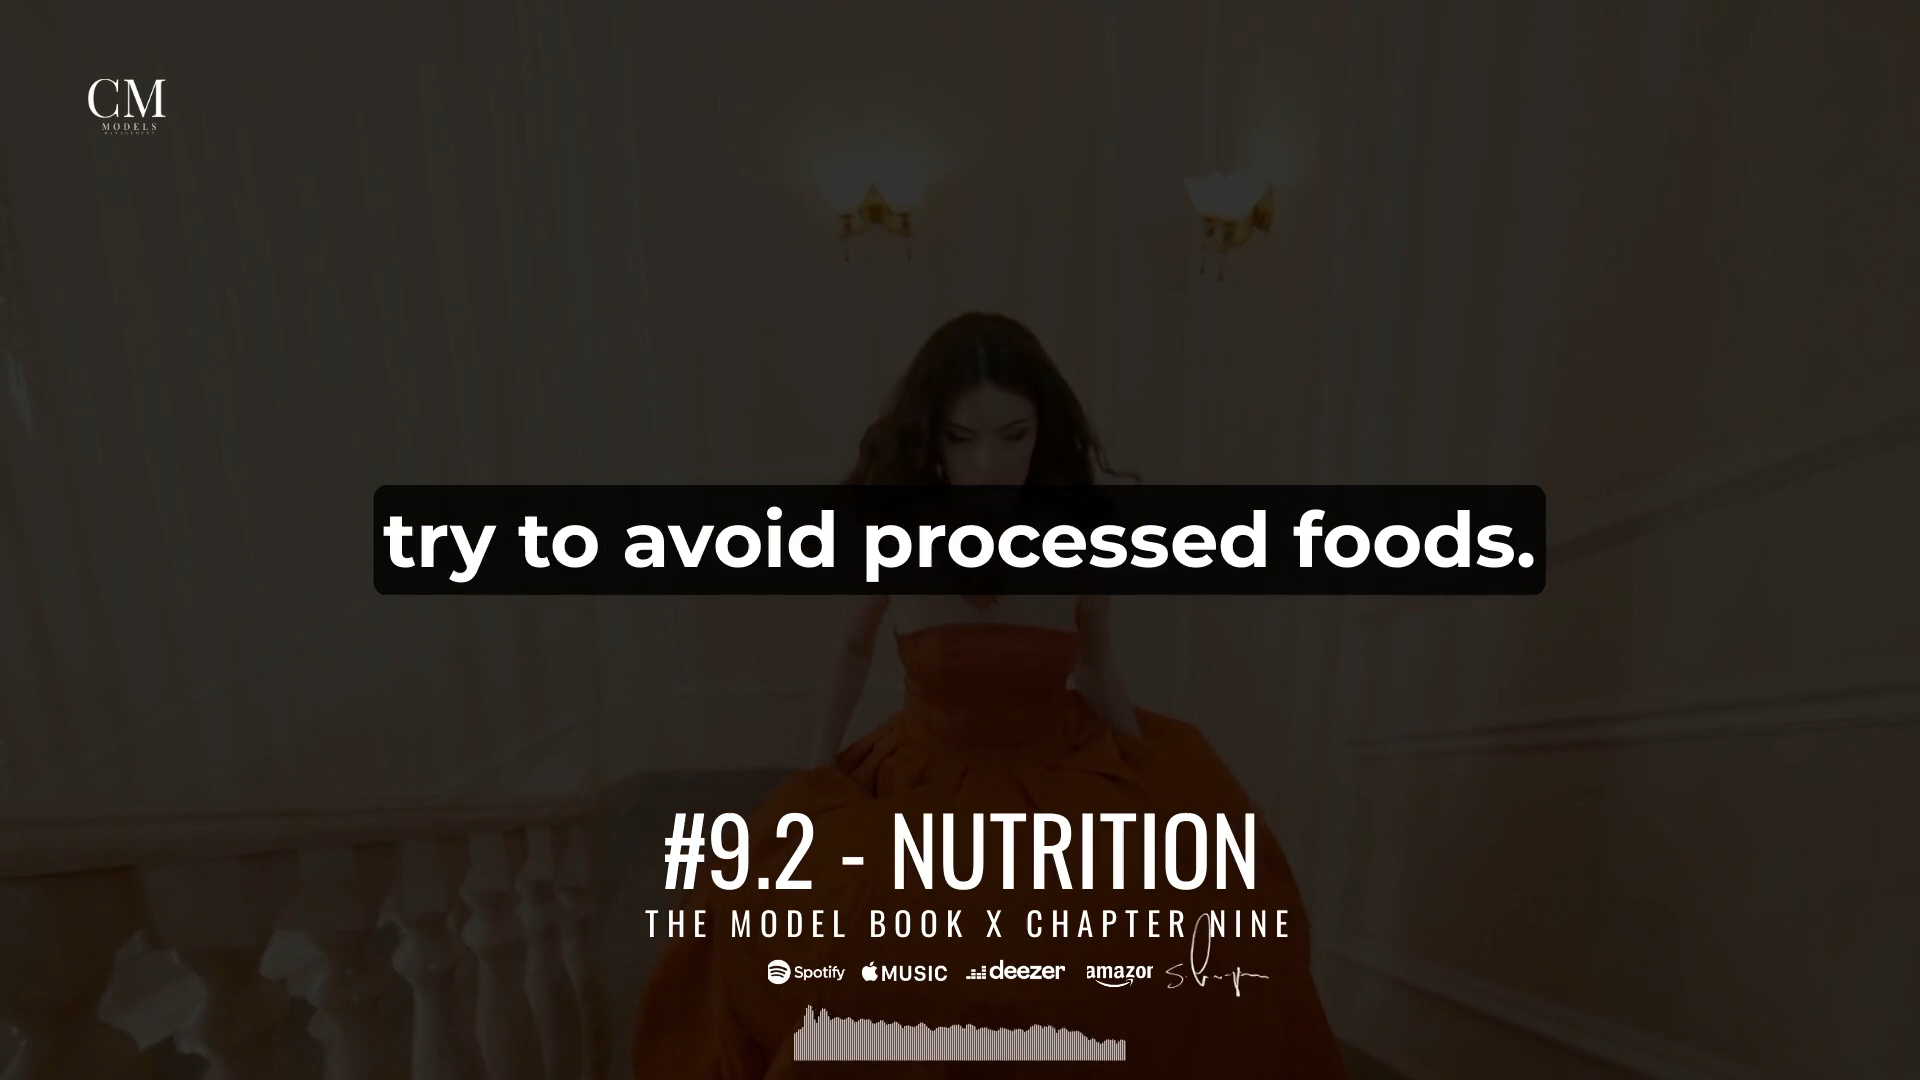 CM
MODELS
MANAGEMENT
try to avoid processed foods.
#9.2 - NUTRITION
THE MODEL BOOK X CHAPTER NINE
Spotify MUSIC deezer amazon